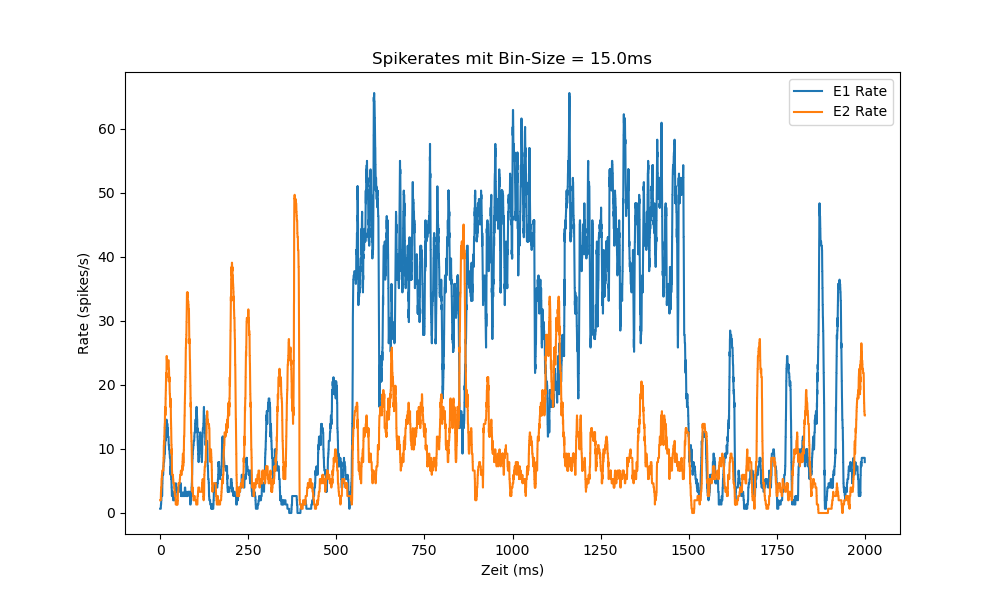 Spikerates mit Bin-Size = 15.0ms
E1 Rate
E2 Rate
60
50
40
30
20
10
0
Rate (spikes/s)
0 250 500 750 1000 1250 1500 1750 2000
Zeit (ms)